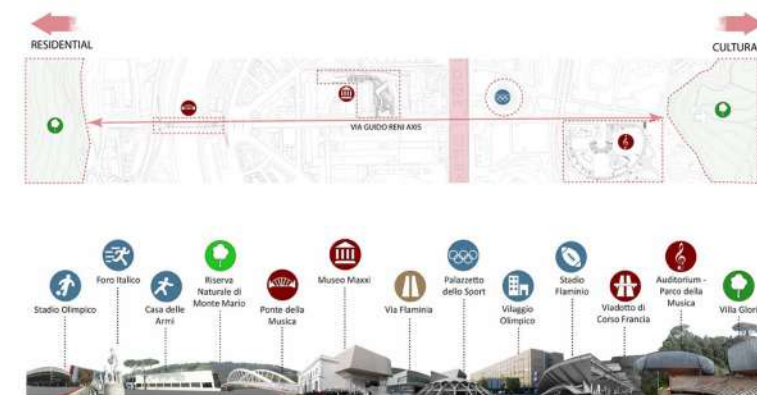 RESIDENTIAL
CULTURA
VIA GUIDO RENI AXIS
Stadio Olimpico
Foro Italico
Casa delle
Armi
Riserva
Naturale di
Monte Mario
Ponte della
Musica
Museo Maxxi
Via Flaminia
Palazzetto
dello Sport
Vilaggio
Olimpico
Stadio
Flaminio
Viadotto di
Corso Francia
Auditorium -
Parco della
Musica
Villa Glori